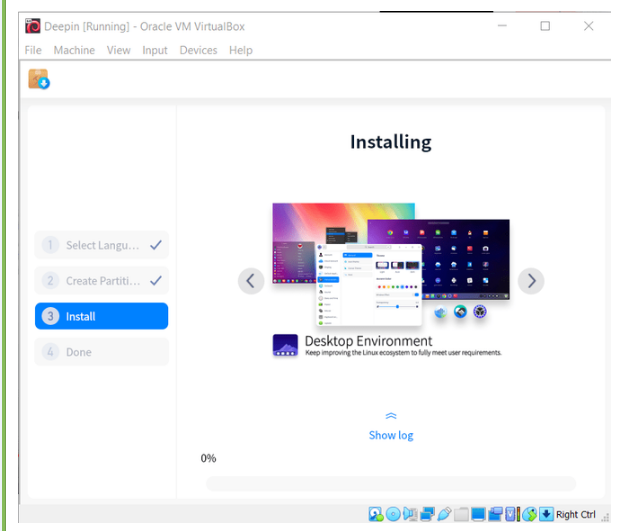 Deepin [Running] - Oracle VM VirtualBox
File Machine View Input Devices Help
Installing
1 Select Langu... ✓
2 Create Partiti... ✓
3 Install
4 Done
Desktop Environment
Keep improving the Linux ecosystem to fully meet user requirements.
Show log
0%
Right Ctrl